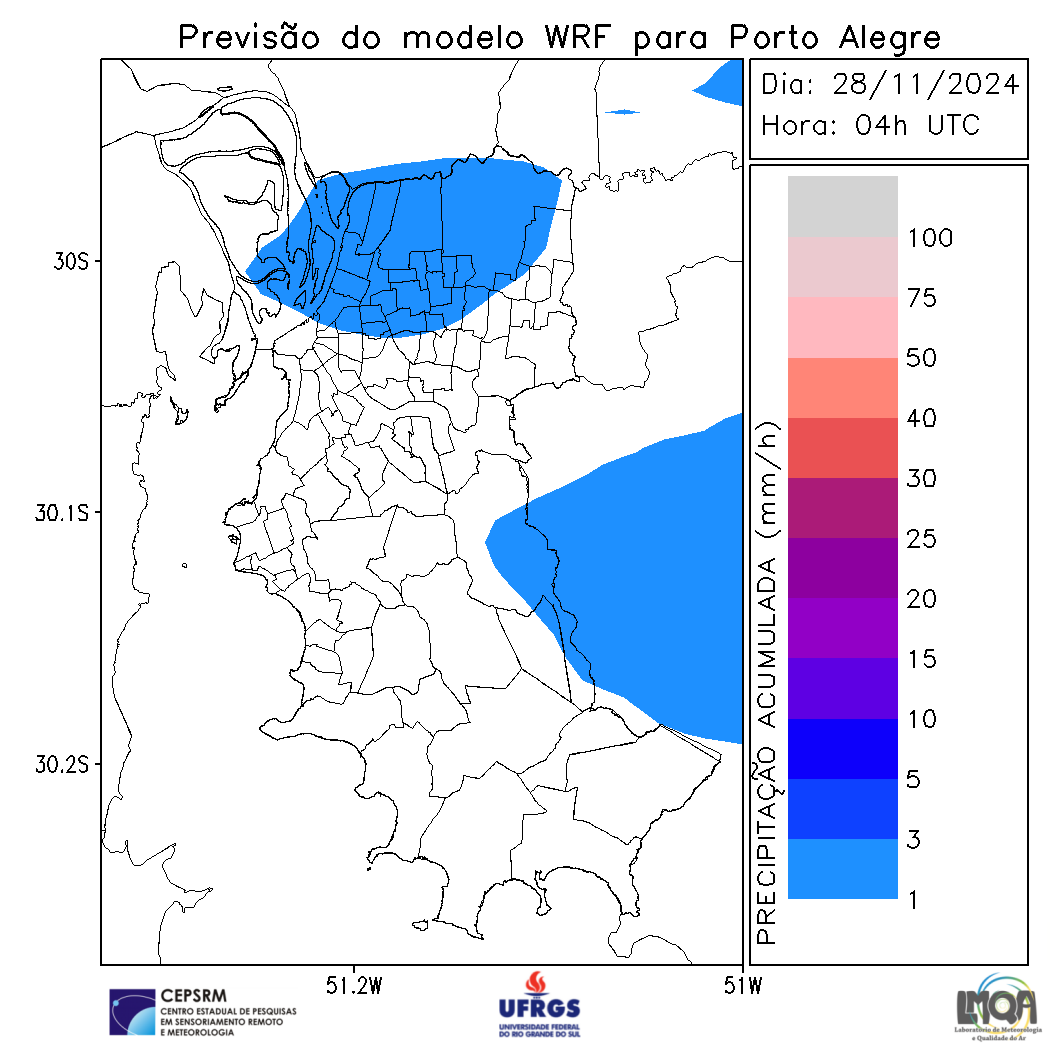 Previsão do modelo WRF para Porto Alegre
Dia: 28/11/2024
Hora: 04h UTC
30S
30.1S
30.2S
51.2W
51W
PRECIPITAÇÃO ACUMULADA (mm/h)
100
75
50
40
30
25
20
15
10
5
3
1
CEPSRM
CENTRO ESTADUAL DE PESQUISAS
EM SENSORIAMENTO REMOTO
E METEOROLOGIA
UFRGS
UNIVERSIDADE FEDERAL
DO RIO GRANDE DO SUL
LMQA
Laboratório de Meteorologia
e Qualidade do Ar